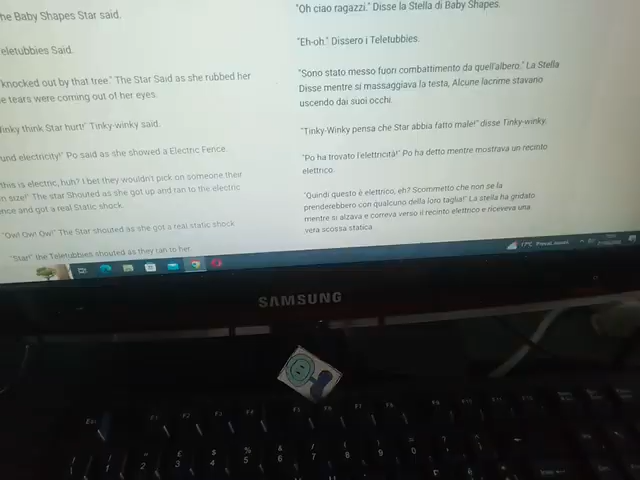 he Baby Shapes Star said.
eletubbies Said.
knocked out by that tree." The Star Said as she rubbed her
e tears were coming out of her eyes.
inky think Star hurt!" Tinky-winky said.
und electricity!" Po said as she showed a Electric Fence.
this is electric, huh? I bet they wouldn't pick on someone their
n size!" The star Shouted as she got up and ran to the electric
nce and got a real Static shock.
"Ow! Ow! Ow!" The Star shouted as she got a real static shock
"Star!" the Teletubbies shouted as they ran to her.
"Oh ciao ragazzi." Disse la Stella di Baby Shapes.
"Eh-oh." Dissero i Teletubbies.
"Sono stato messo fuori combattimento da quell'albero." La Stella
Disse mentre si massaggiava la testa, Alcune lacrime stavano
uscendo dai suoi occhi.
"Tinky-Winky pensa che Star abbia fatto male!" disse Tinky-winky.
"Po ha trovato l'elettricità!" Po ha detto mentre mostrava un recinto
elettrico.
"Quindi questo è elettrico, eh? Scommetto che non se la
prenderebbero con qualcuno della loro taglia!" La stella ha gridato
mentre si alzava e correva verso il recinto elettrico e riceveva una
vera scossa statica.
17°C
SAMSUNG